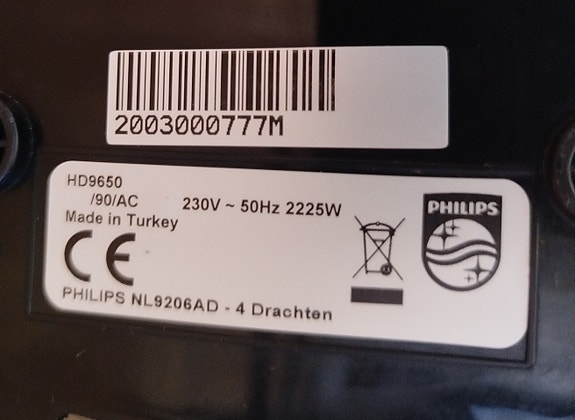 2003000777M
HD9650
/90/AC 230V ~ 50Hz 2225W
Made in Turkey
CE
PHILIPS
PHILIPS NL9206AD - 4 Drachten